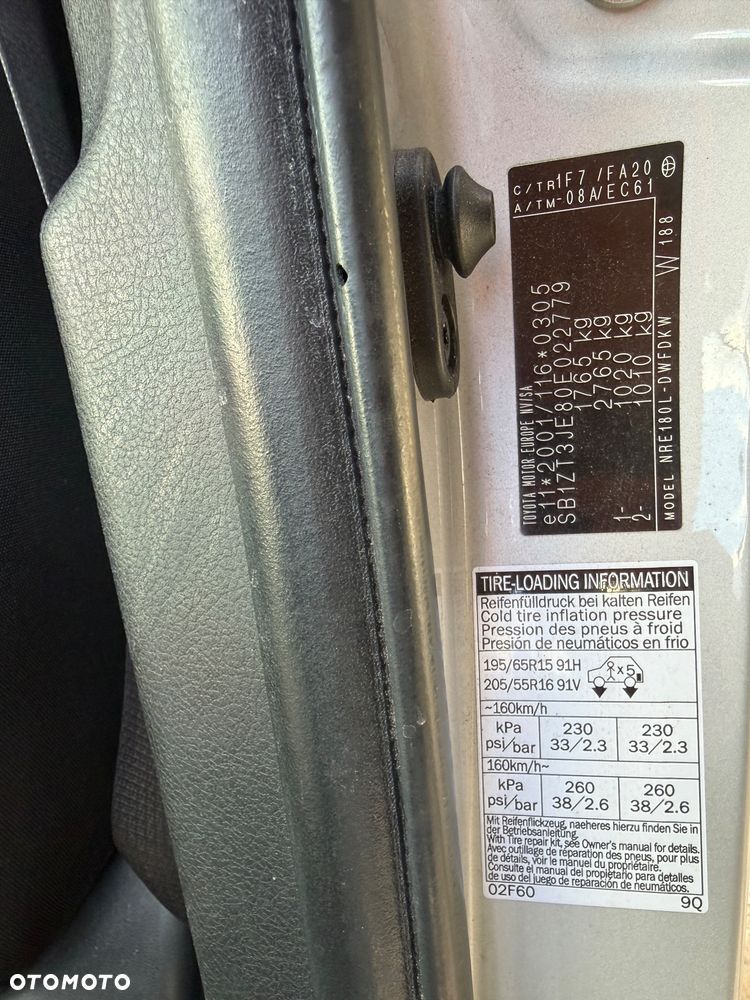 C/TR 1F7 /FA20
A/TM -08A/EC61
TOYOTA MOTOR EUROPE NV/SA
e11*2001/116*0305
SB1ZT3JE80E022779
1765 kg
2765 kg
1- 1020 kg
2- 1010 kg
MODEL NRE180L-DWFDKW W 188
TIRE-LOADING INFORMATION
Reifenfülldruck bei kalten Reifen
Cold tire inflation pressure
Pression des pneus à froid
Presión de neumáticos en frio
195/65R15 91H
205/55R16 91V
x 5
~160km/h
kPa 230 230
psi/bar 33/2.3 33/2.3
160km/h~
kPa 260 260
psi/bar 38/2.6 38/2.6
Mit Reifenflickzeug, naeheres hierzu finden Sie in
der Betriebsanleitung.
With Tire repair kit, see Owner's manual for details.
Avec outillage de réparation des pneus, pour plus
de détails, voir le manuel du propriétaire.
Consulte el manual del propietario para detalles
de uso del juego de reparación de neumáticos.
02F60 9Q
OTOMOTO